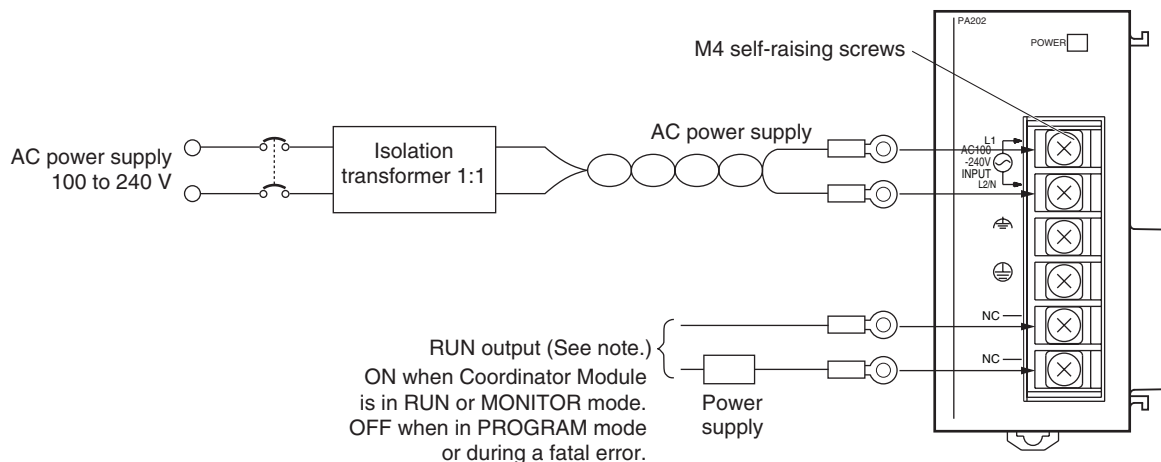 PA202
POWER
M4 self-raising screws
AC power supply
100 to 240 V
Isolation
transformer 1:1
AC power supply
L1
AC100
-240V
INPUT
L2/N
NC
NC
RUN output (See note.)
ON when Coordinator Module
is in RUN or MONITOR mode.
OFF when in PROGRAM mode
or during a fatal error.
Power
supply